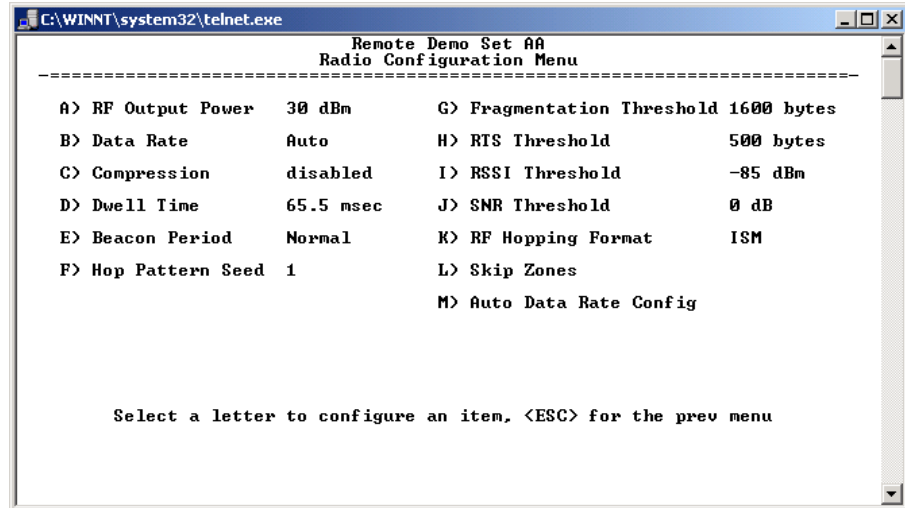 C:\WINNT\system32\telnet.exe
Remote Demo Set AA
Radio Configuration Menu
-==========================================================================-
A) RF Output Power 30 dBm G) Fragmentation Threshold 1600 bytes
B) Data Rate Auto H) RTS Threshold 500 bytes
C) Compression disabled I) RSSI Threshold -85 dBm
D) Dwell Time 65.5 msec J) SNR Threshold 0 dB
E) Beacon Period Normal K) RF Hopping Format ISM
F) Hop Pattern Seed 1 L) Skip Zones
M) Auto Data Rate Config
Select a letter to configure an item, <ESC> for the prev menu